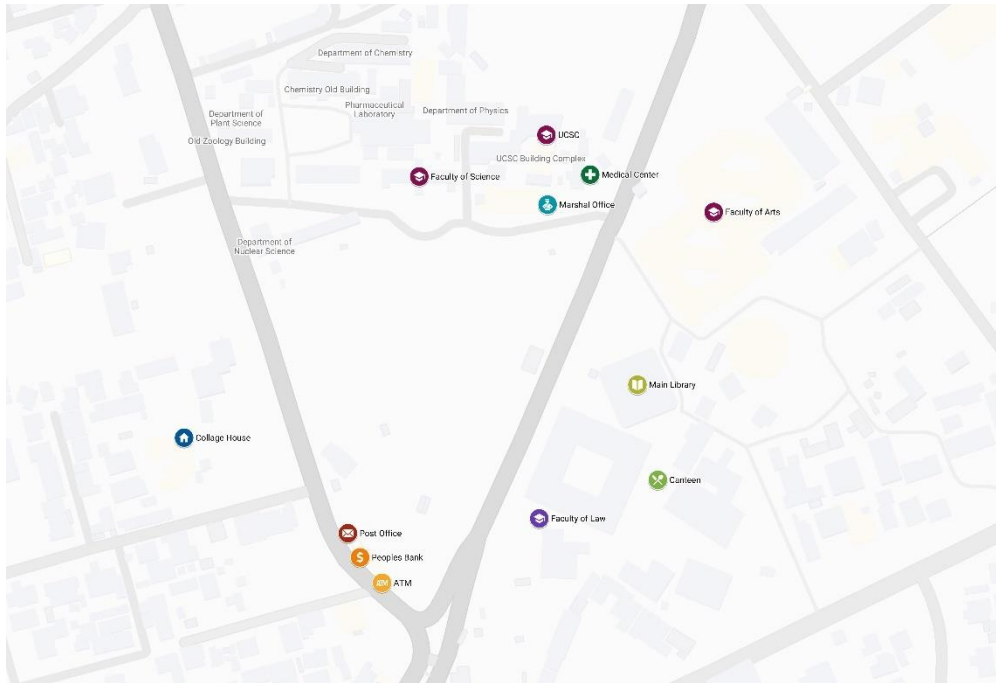 Department of Chemistry
Chemistry Old Building
Pharmaceutical
Laboratory
Department of Physics
Department of
Plant Science
Old Zoology Building
UCSC
UCSC Building Complex
Faculty of Science
Medical Center
Marshal Office
Faculty of Arts
Department of
Nuclear Science
Main Library
Collage House
Canteen
Faculty of Law
Post Office
$ Peoples Bank
ATM ATM